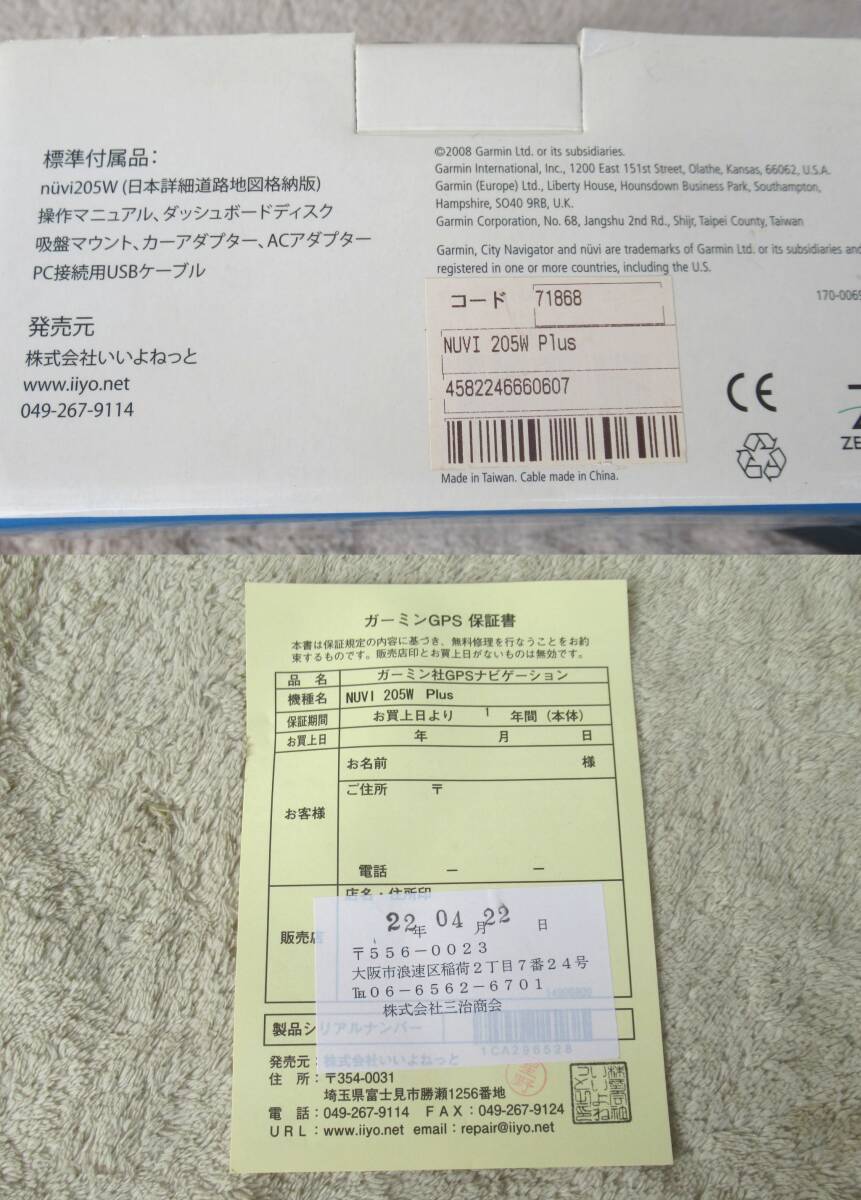 標準付属品：
nüvi205W (日本詳細道路地図格納版)
操作マニュアル、ダッシュボードディスク
吸盤マウント、カーアダプター、ACアダプター
PC接続用USBケーブル
発売元
株式会社いいよねっと
www.iiyo.net
049-267-9114
©2008 Garmin Ltd. or its subsidiaries.
Garmin International, Inc., 1200 East 151st Street, Olathe, Kansas, 66062, U.S.A.
Garmin (Europe) Ltd., Liberty House, Hounsdown Business Park, Southampton,
Hampshire, SO40 9RB, U.K.
Garmin Corporation, No. 68, Jangshu 2nd Rd., Shijr, Taipei County, Taiwan
Garmin, City Navigator and nüvi are trademarks of Garmin Ltd. or its subsidiaries and
registered in one or more countries, including the U.S.
170-0065
コード 71868
NUVI 205W Plus
4582246660607
Made in Taiwan. Cable made in China.
CE
ZE
ガーミンGPS 保証書
本書は保証規定の内容に基づき、無料修理を行なうことをお約
束するものです。販売店印とお買上日がないものは無効です。
品名 ガーミン社GPSナビゲーション
機種名 NUVI 205W Plus
保証期間 お買上日より 1 年間（本体）
お買上日 年 月 日
お客様
お名前 様
ご住所 〒
電話 － －
販売店
店名・住所印
22年 04月 22日
〒556－0023
大阪市浪速区稲荷2丁目7番24号
℡06－6562－6701
株式会社三治商会
製品シリアルナンバー
1CA296528
発売元：株式会社いいよねっと
住 所：〒354-0031
埼玉県富士見市勝瀬1256番地
電 話：049-267-9114 FAX：049-267-9124
URL：www.iiyo.net email：repair@iiyo.net